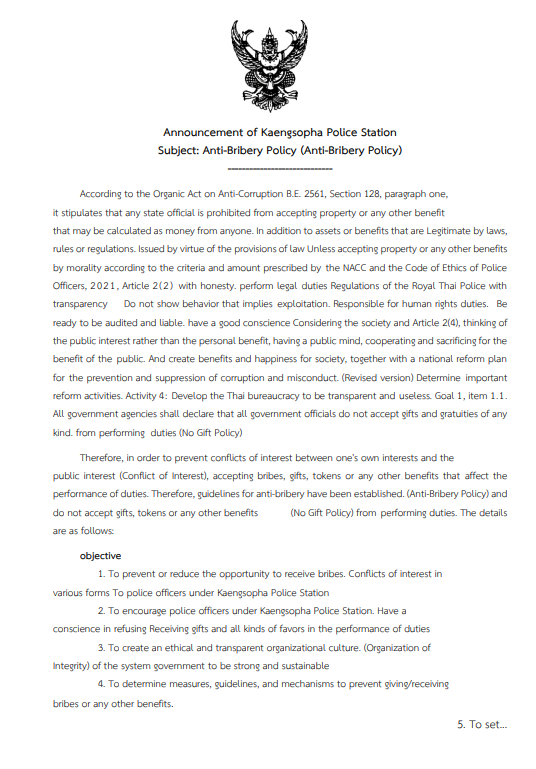 Announcement of Kaengsopha Police Station
Subject: Anti-Bribery Policy (Anti-Bribery Policy)
-----------------------------
According to the Organic Act on Anti-Corruption B.E. 2561, Section 128, paragraph one,
it stipulates that any state official is prohibited from accepting property or any other benefit
that may be calculated as money from anyone. In addition to assets or benefits that are Legitimate by laws,
rules or regulations. Issued by virtue of the provisions of law Unless accepting property or any other benefits
by morality according to the criteria and amount prescribed by the NACC and the Code of Ethics of Police
Officers, 2021, Article 2(2) with honesty. perform legal duties Regulations of the Royal Thai Police with
transparency Do not show behavior that implies exploitation. Responsible for human rights duties. Be
ready to be audited and liable. have a good conscience Considering the society and Article 2(4), thinking of
the public interest rather than the personal benefit, having a public mind, cooperating and sacrificing for the
benefit of the public. And create benefits and happiness for society, together with a national reform plan
for the prevention and suppression of corruption and misconduct. (Revised version) Determine important
reform activities. Activity 4: Develop the Thai bureaucracy to be transparent and useless. Goal 1, item 1.1.
All government agencies shall declare that all government officials do not accept gifts and gratuities of any
kind. from performing duties (No Gift Policy)
Therefore, in order to prevent conflicts of interest between one's own interests and the
public interest (Conflict of Interest), accepting bribes, gifts, tokens or any other benefits that affect the
performance of duties. Therefore, guidelines for anti-bribery have been established. (Anti-Bribery Policy) and
do not accept gifts, tokens or any other benefits (No Gift Policy) from performing duties. The details
are as follows:
objective
1. To prevent or reduce the opportunity to receive bribes. Conflicts of interest in
various forms To police officers under Kaengsopha Police Station
2. To encourage police officers under Kaengsopha Police Station. Have a
conscience in refusing Receiving gifts and all kinds of favors in the performance of duties
3. To create an ethical and transparent organizational culture. (Organization of
Integrity) of the system government to be strong and sustainable
4. To determine measures, guidelines, and mechanisms to prevent giving/receiving
bribes or any other benefits.
5. To set...